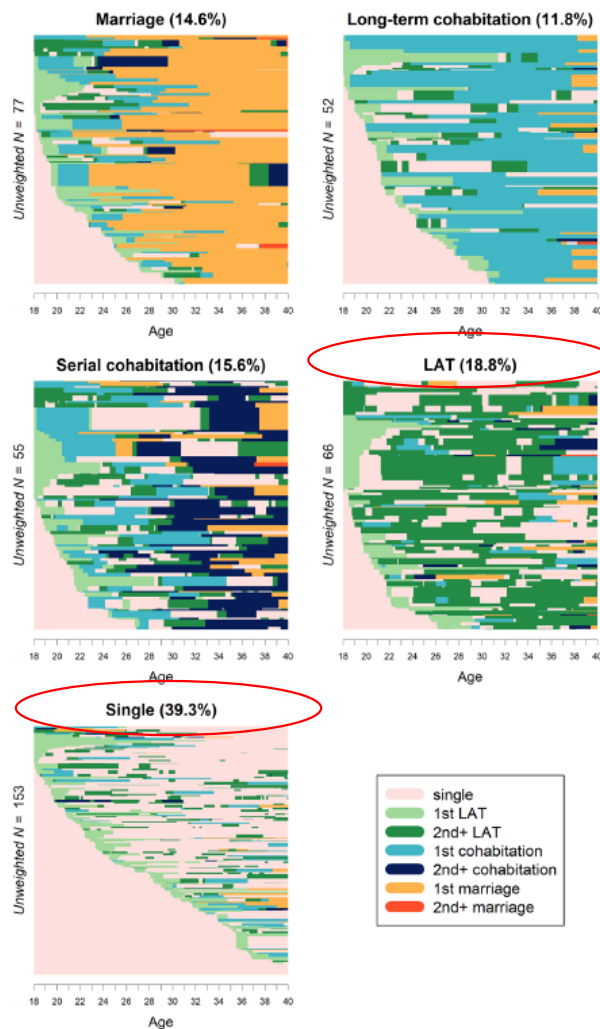 Marriage (14.6%)
Unweighted N = 77
18 20 22 24 26 28 30 32 34 36 38 40
Age
Long-term cohabitation (11.8%)
Unweighted N = 52
18 20 22 24 26 28 30 32 34 36 38 40
Age
Serial cohabitation (15.6%)
Unweighted N = 55
18 20 22 24 26 28 30 32 34 36 38 40
Age
LAT (18.8%)
Unweighted N = 66
18 20 22 24 26 28 30 32 34 36 38 40
Age
Single (39.3%)
Unweighted N = 153
18 20 22 24 26 28 30 32 34 36 38 40
Age
single
1st LAT
2nd+ LAT
1st cohabitation
2nd+ cohabitation
1st marriage
2nd+ marriage